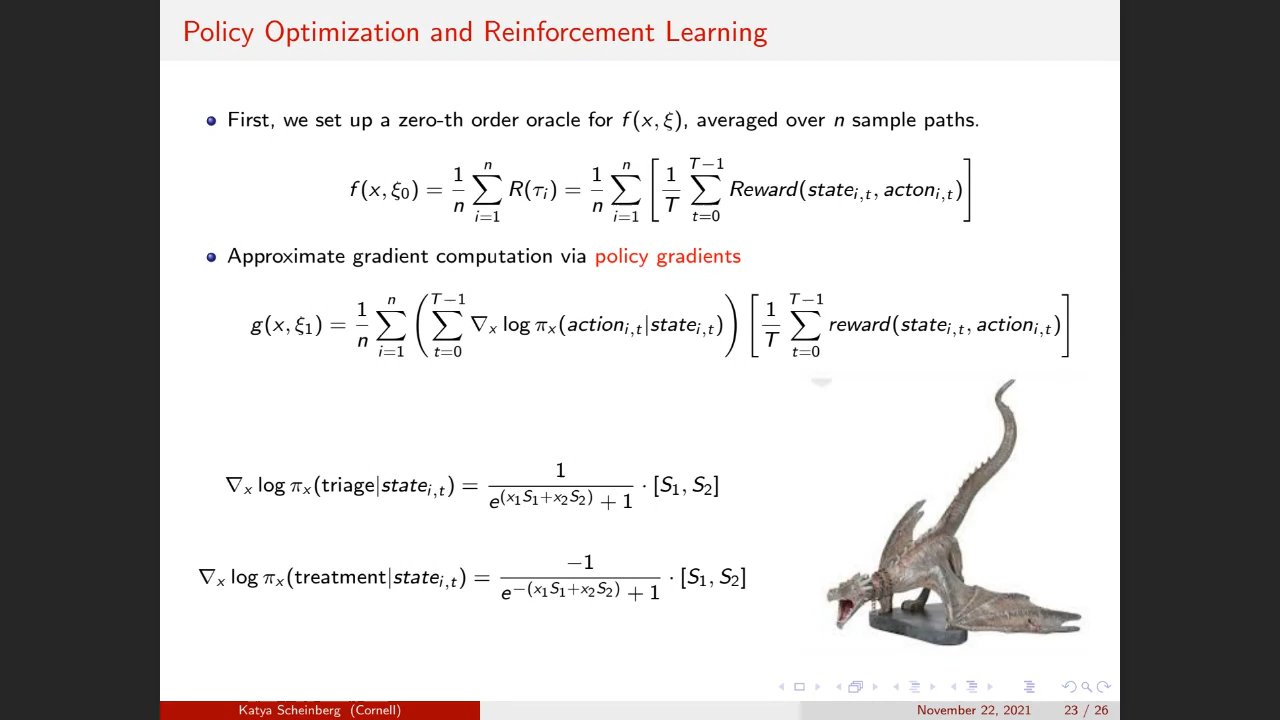 Policy Optimization and Reinforcement Learning
First, we set up a zero-th order oracle for f(x, ξ), averaged over n sample paths.
f(x, ξ₀) = 1/n ∑_{i=1}^{n} R(τᵢ) = 1/n ∑_{i=1}^{n} [ 1/T ∑_{t=0}^{T−1} Reward(state_{i,t}, acton_{i,t}) ]
Approximate gradient computation via policy gradients
g(x, ξ₁) = 1/n ∑_{i=1}^{n} ( ∑_{t=0}^{T−1} ∇ₓ log πₓ(action_{i,t}|state_{i,t}) ) [ 1/T ∑_{t=0}^{T−1} reward(state_{i,t}, action_{i,t}) ]
∇ₓ log πₓ(triage|state_{i,t}) = 1 / (e^{(x₁S₁+x₂S₂)} + 1) · [S₁, S₂]
∇ₓ log πₓ(treatment|state_{i,t}) = −1 / (e^{−(x₁S₁+x₂S₂)} + 1) · [S₁, S₂]
Katya Scheinberg (Cornell) November 22, 2021 23 / 26